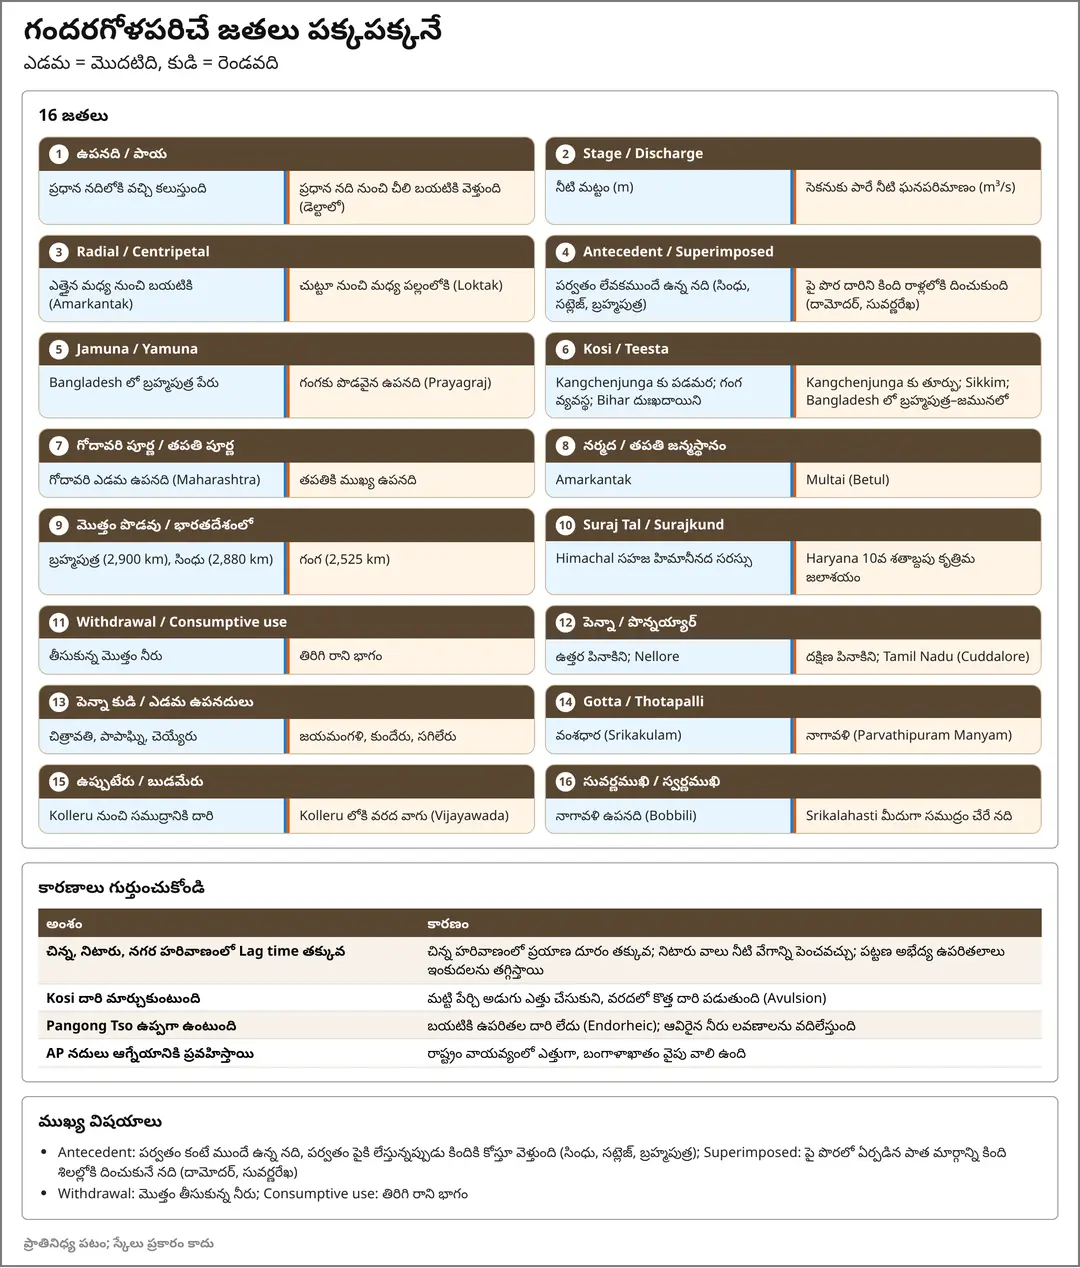 గందరగోళపరిచే జతలు పక్కపక్కనే
ఎడమ = మొదటిది, కుడి = రెండవది
16 జతలు
1 ఉపనది / పాయ
ప్రధాన నదిలోకి వచ్చి కలుస్తుంది
ప్రధాన నది నుంచి చీలి బయటికి వెళ్తుంది
(డెల్టాలో)
2 Stage / Discharge
నీటి మట్టం (m)
సెకనుకు పారే నీటి ఘనపరిమాణం (m³/s)
3 Radial / Centripetal
ఎత్తైన మధ్య నుంచి బయటికి
(Amarkantak)
చుట్టూ నుంచి మధ్య పల్లంలోకి (Loktak)
4 Antecedent / Superimposed
పర్వతం లేవకముందే ఉన్న నది (సింధు,
సట్లెజ్, బ్రహ్మపుత్ర)
పై పొర దారిని కింది రాళ్లలోకి దించుకుంది
(దామోదర్, సువర్ణరేఖ)
5 Jamuna / Yamuna
Bangladesh లో బ్రహ్మపుత్ర పేరు
గంగకు పొడవైన ఉపనది (Prayagraj)
6 Kosi / Teesta
Kangchenjunga కు పడమర; గంగ
వ్యవస్థ; Bihar దుఃఖదాయిని
Kangchenjunga కు తూర్పు; Sikkim;
Bangladesh లో బ్రహ్మపుత్ర–జమునలో
7 గోదావరి పూర్ణ / తపతి పూర్ణ
గోదావరి ఎడమ ఉపనది (Maharashtra)
తపతికి ముఖ్య ఉపనది
8 నర్మద / తపతి జన్మస్థానం
Amarkantak
Multai (Betul)
9 మొత్తం పొడవు / భారతదేశంలో
బ్రహ్మపుత్ర (2,900 km), సింధు (2,880 km)
గంగ (2,525 km)
10 Suraj Tal / Surajkund
Himachal సహజ హిమానీనద సరస్సు
Haryana 10వ శతాబ్దపు కృత్రిమ
జలాశయం
11 Withdrawal / Consumptive use
తీసుకున్న మొత్తం నీరు
తిరిగి రాని భాగం
12 పెన్నా / పొన్నయ్యార్
ఉత్తర పినాకిని; Nellore
దక్షిణ పినాకిని; Tamil Nadu (Cuddalore)
13 పెన్నా కుడి / ఎడమ ఉపనదులు
చిత్రావతి, పాపాఘ్ని, చెయ్యేరు
జయమంగళి, కుందేరు, సగిలేరు
14 Gotta / Thotapalli
వంశధార (Srikakulam)
నాగావళి (Parvathipuram Manyam)
15 ఉప్పుటేరు / బుడమేరు
Kolleru నుంచి సముద్రానికి దారి
Kolleru లోకి వరద వాగు (Vijayawada)
16 సువర్ణముఖి / స్వర్ణముఖి
నాగావళి ఉపనది (Bobbili)
Srikalahasti మీదుగా సముద్రం చేరే నది
కారణాలు గుర్తుంచుకోండి
అంశం కారణం
చిన్న, నిటారు, నగర హరివాణంలో Lag time తక్కువ
చిన్న హరివాణంలో ప్రయాణ దూరం తక్కువ; నిటారు వాలు నీటి వేగాన్ని పెంచవచ్చు; పట్టణ అభేద్య ఉపరితలాలు
ఇంకుదలను తగ్గిస్తాయి
Kosi దారి మార్చుకుంటుంది
మట్టి పేర్చి అడుగు ఎత్తు చేసుకుని, వరదలో కొత్త దారి పడుతుంది (Avulsion)
Pangong Tso ఉప్పగా ఉంటుంది
బయటికి ఉపరితల దారి లేదు (Endorheic); ఆవిరైన నీరు లవణాలను వదిలేస్తుంది
AP నదులు ఆగ్నేయానికి ప్రవహిస్తాయి
రాష్ట్రం వాయవ్యంలో ఎత్తుగా, బంగాళాఖాతం వైపు వాలి ఉంది
ముఖ్య విషయాలు
• Antecedent: పర్వతం కంటే ముందే ఉన్న నది, పర్వతం పైకి లేస్తున్నప్పుడు కిందికి కోస్తూ వెళ్తుంది (సింధు, సట్లెజ్, బ్రహ్మపుత్ర); Superimposed: పై పొరలో ఏర్పడిన పాత మార్గాన్ని కింది
శిలల్లోకి దించుకునే నది (దామోదర్, సువర్ణరేఖ)
• Withdrawal: మొత్తం తీసుకున్న నీరు; Consumptive use: తిరిగి రాని భాగం
ప్రాతినిధ్య పటం; స్కేలు ప్రకారం కాదు